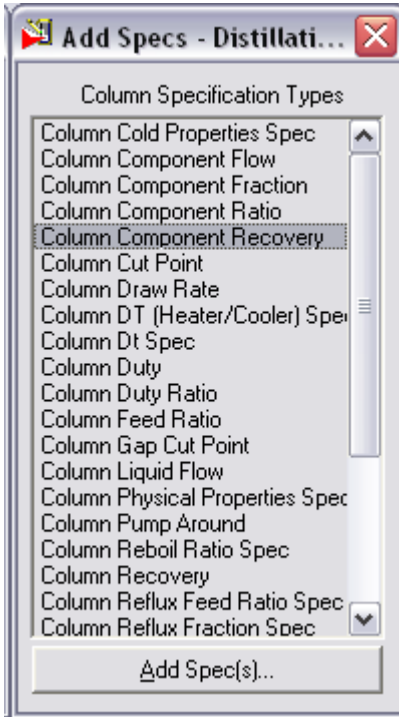 Add Specs - Distillati...
Column Specification Types
Column Cold Properties Spec
Column Component Flow
Column Component Fraction
Column Component Ratio
Column Component Recovery
Column Cut Point
Column Draw Rate
Column DT (Heater/Cooler) Spe
Column Dt Spec
Column Duty
Column Duty Ratio
Column Feed Ratio
Column Gap Cut Point
Column Liquid Flow
Column Physical Properties Spec
Column Pump Around
Column Reboil Ratio Spec
Column Recovery
Column Reflux Feed Ratio Spec
Column Reflux Fraction Spec
Add Spec(s)...